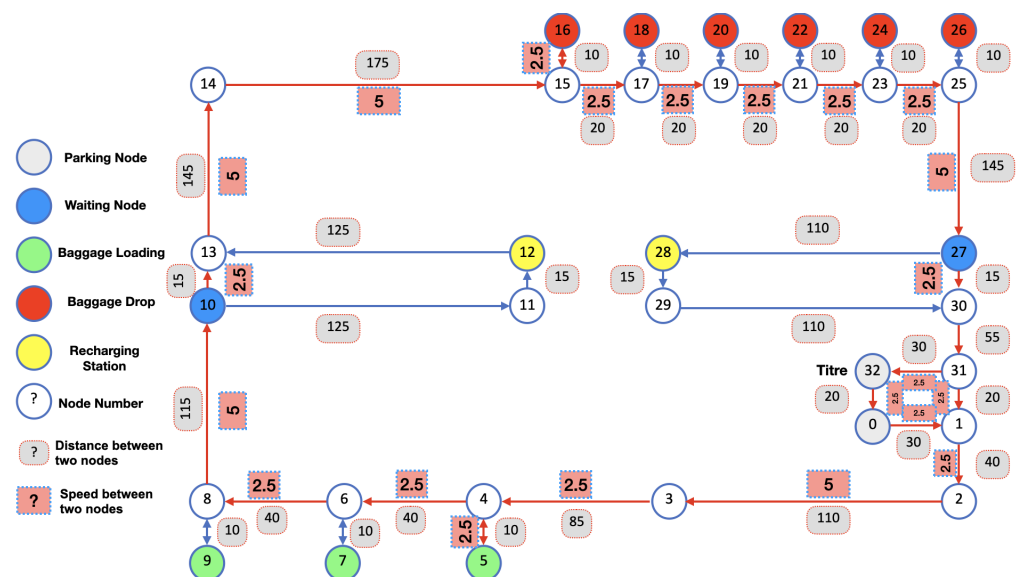 16 18 20 22 24 26
2.5 10 10 10 10 10 10
175
14 15 17 19 21 23 25
5 2.5 2.5 2.5 2.5 2.5
20 20 20 20 20
Parking Node
145 5 5 145
Waiting Node
125 110
Baggage Loading
13 12 28 27
15 2.5 15 15 2.5 15
Baggage Drop
10 11 29 30
125 110
Recharging
Station
30 55
Titre 32 31
2.5
20 2.5 2.5 20
2.5
0 1
30
? Node Number
115 5
? Distance between
two nodes
2.5 40
? Speed between
two nodes
2.5 2.5 2.5 5
8 6 4 3 2
40 40 85 110
10 10 2.5 10
9 7 5